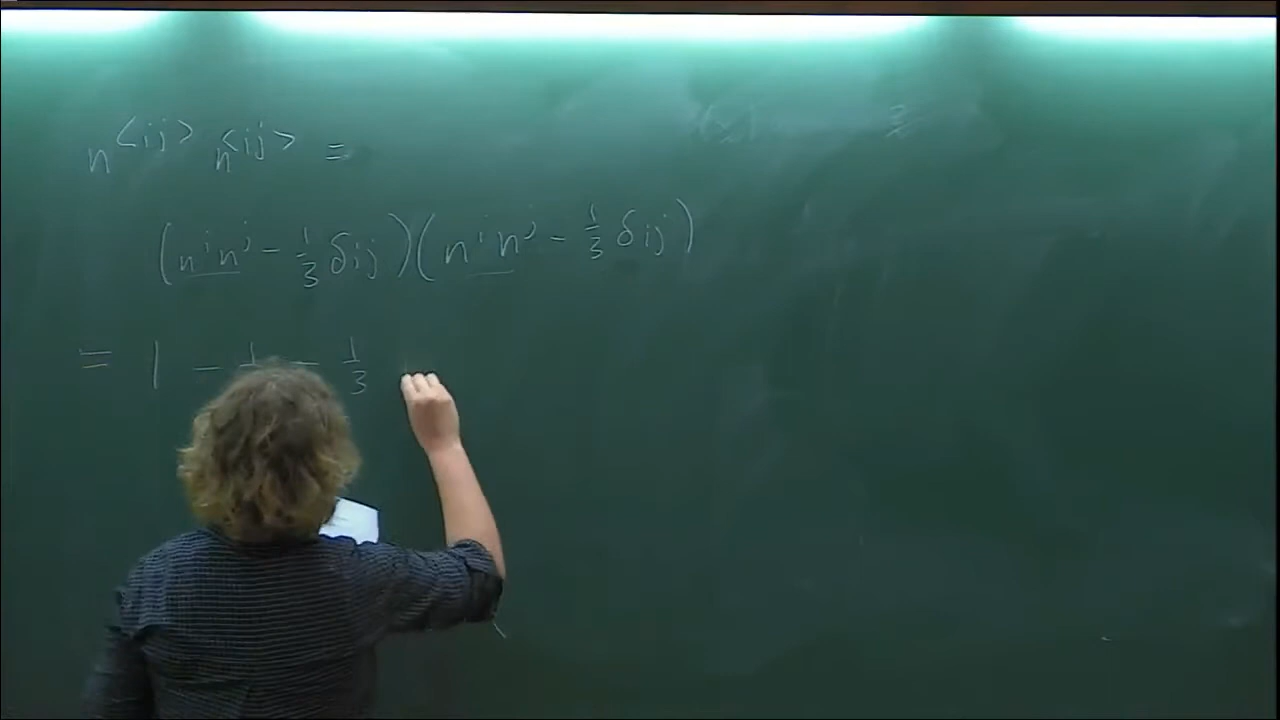 n^{<ij>} n^{<ij>} =
(n^i n^j - 1/3 δij)(n^i n^j - 1/3 δij)
= 1 - 1 - 1/3